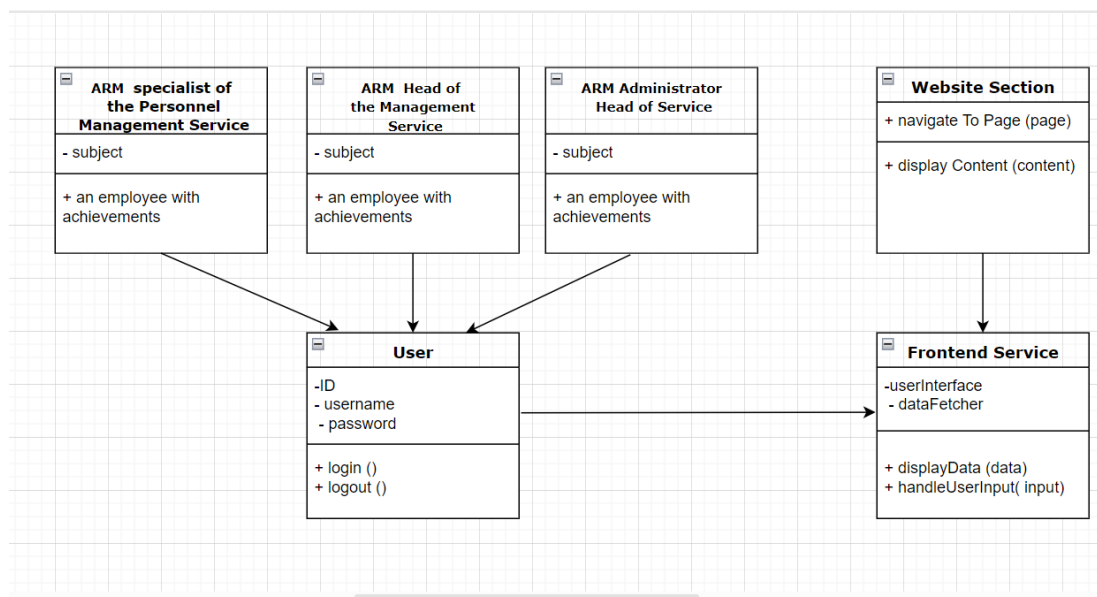 ARM specialist of
the Personnel
Management Service
- subject
+ an employee with
achievements
ARM Head of
the Management
Service
- subject
+ an employee with
achievements
ARM Administrator
Head of Service
- subject
+ an employee with
achievements
Website Section
+ navigate To Page (page)
+ display Content (content)
User
-ID
- username
- password
+ login ()
+ logout ()
Frontend Service
-userInterface
- dataFetcher
+ displayData (data)
+ handleUserInput( input)